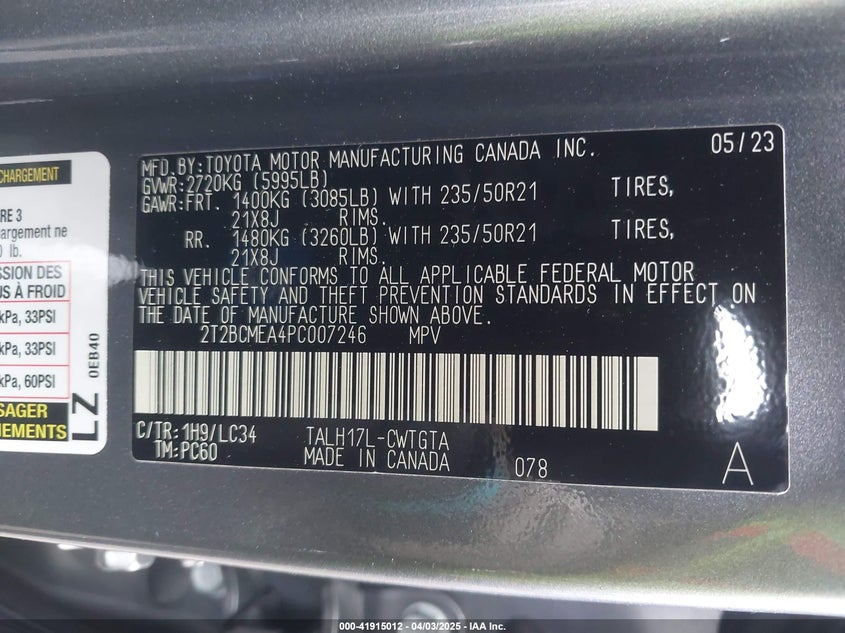 CHARGEMENT
RE 3
argement ne
0 lb.
SSION DES
US À FROID
kPa, 33PSI
kPa, 33PSI
kPa, 60PSI
SAGER
NEMENTS
LZ 0EB40
MFD.BY:TOYOTA MOTOR MANUFACTURING CANADA INC. 05/23
GVWR:2720KG (5995LB)
GAWR:FRT. 1400KG (3085LB) WITH 235/50R21 TIRES,
21X8J RIMS.
RR. 1480KG (3260LB) WITH 235/50R21 TIRES,
21X8J RIMS.
THIS VEHICLE CONFORMS TO ALL APPLICABLE FEDERAL MOTOR
VEHICLE SAFETY AND THEFT PREVENTION STANDARDS IN EFFECT ON
THE DATE OF MANUFACTURE SHOWN ABOVE.
2T2BCMEA4PC007246 MPV
C/TR:1H9/LC34 TALH17L-CWTGTA
TM:PC60 MADE IN CANADA 078 A
000-41915012 - 04/03/2025 - IAA Inc.